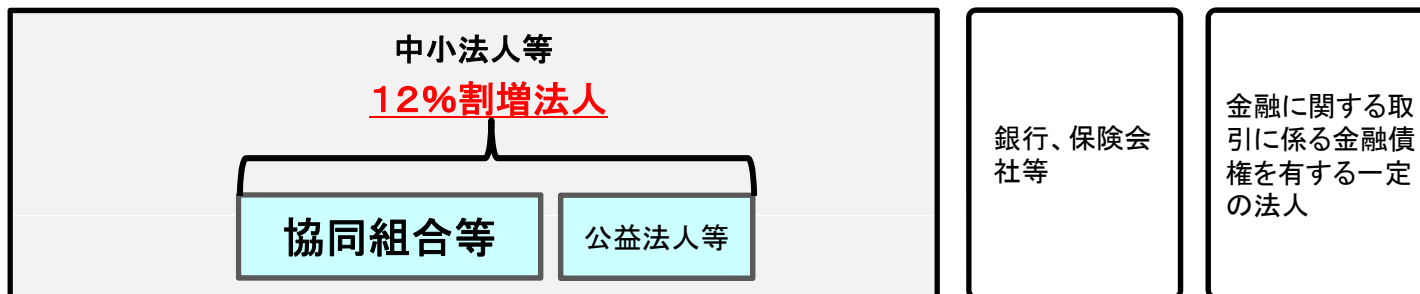 中小法人等
１２％割増法人
協同組合等
公益法人等
銀行、保険会
社等
金融に関する取
引に係る金融債
権を有する一定
の法人